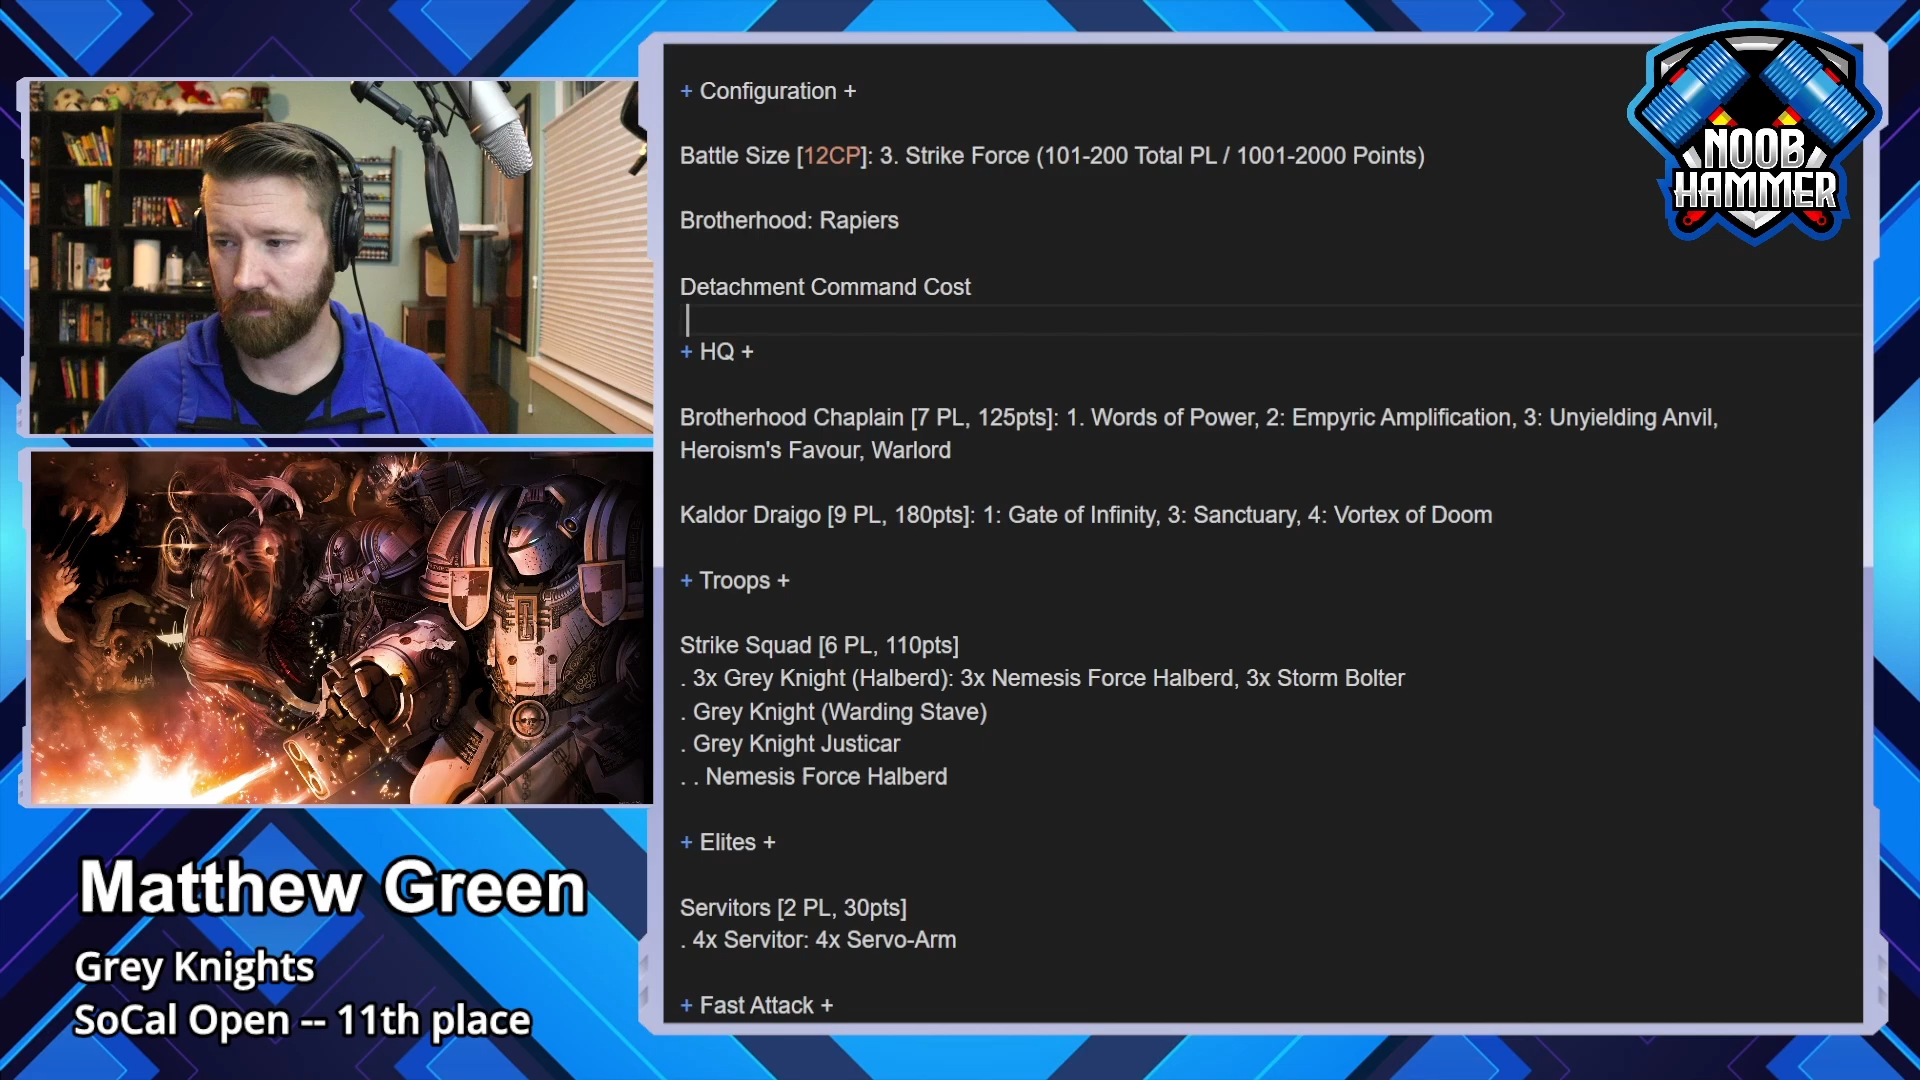 + Configuration +
Battle Size [12CP]: 3. Strike Force (101-200 Total PL / 1001-2000 Points)
Brotherhood: Rapiers
Detachment Command Cost
+ HQ +
Brotherhood Chaplain [7 PL, 125pts]: 1. Words of Power, 2: Empyric Amplification, 3: Unyielding Anvil,
Heroism's Favour, Warlord
Kaldor Draigo [9 PL, 180pts]: 1: Gate of Infinity, 3: Sanctuary, 4: Vortex of Doom
+ Troops +
Strike Squad [6 PL, 110pts]
. 3x Grey Knight (Halberd): 3x Nemesis Force Halberd, 3x Storm Bolter
. Grey Knight (Warding Stave)
. Grey Knight Justicar
. . Nemesis Force Halberd
+ Elites +
Servitors [2 PL, 30pts]
. 4x Servitor: 4x Servo-Arm
+ Fast Attack +
NOOB
HAMMER
Matthew Green
Grey Knights
SoCal Open -- 11th place